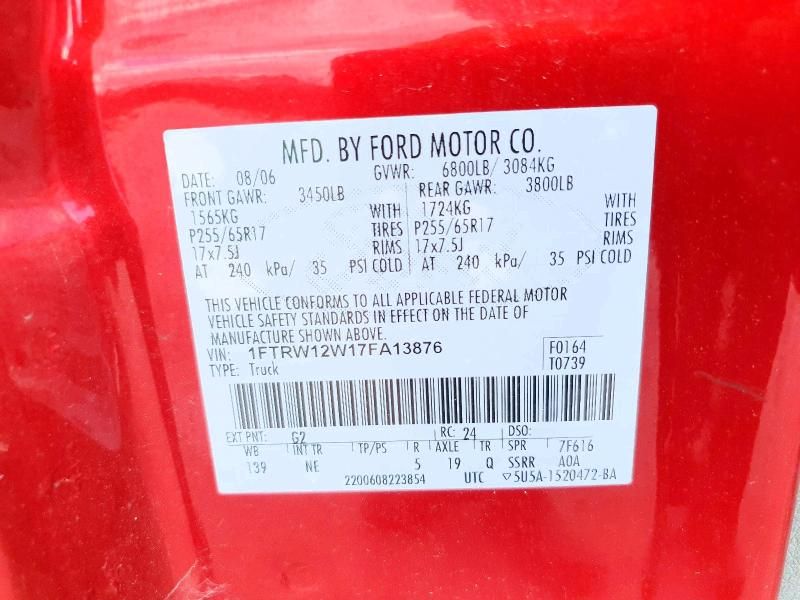 MFD. BY FORD MOTOR CO.
DATE: 08/06 GVWR: 6800LB/ 3084KG
FRONT GAWR: 3450LB REAR GAWR: 3800LB
1565KG WITH 1724KG WITH
P255/65R17 TIRES P255/65R17 TIRES
17x7.5J RIMS 17x7.5J RIMS
AT 240 kPa/ 35 PSI COLD AT 240 kPa/ 35 PSI COLD
THIS VEHICLE CONFORMS TO ALL APPLICABLE FEDERAL MOTOR
VEHICLE SAFETY STANDARDS IN EFFECT ON THE DATE OF
MANUFACTURE SHOWN ABOVE.
VIN: 1FTRW12W17FA13876 F0164
TYPE: Truck T0739
EXT PNT: G2 RC: 24 DSO:
WB INT TR TP/PS R AXLE TR SPR 7F616
139 NE 5 19 Q SSRR A0A
2200608223854 UTC ▽5U5A-1520472-BA